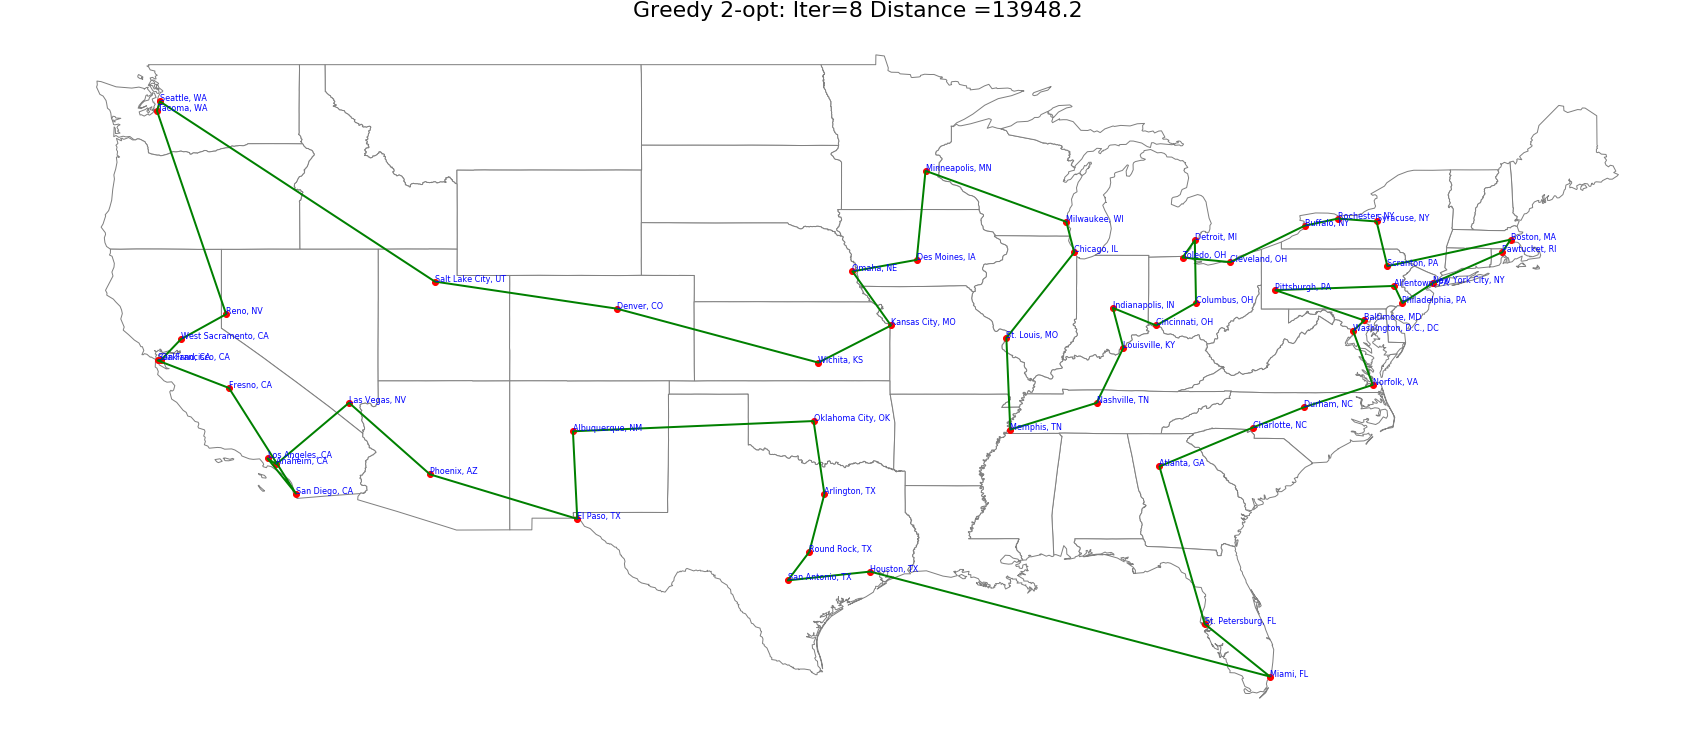 Greedy 2-opt: Iter=8 Distance =13948.2
Seattle, WA
Tacoma, WA
Minneapolis, MN
Milwaukee, WI
Rochester, NY
Syracuse, NY
Buffalo, NY
Detroit, MI
Boston, MA
Pawtucket, RI
Chicago, IL
Toledo, OH
Cleveland, OH
Scranton, PA
Des Moines, IA
Omaha, NE
Salt Lake City, UT
New York City, NY
Allentown, PA
Pittsburgh, PA
Philadelphia, PA
Columbus, OH
Denver, CO
Indianapolis, IN
Reno, NV
Baltimore, MD
Washington, D.C., DC
Kansas City, MO
Cincinnati, OH
West Sacramento, CA
St. Louis, MO
Louisville, KY
Wichita, KS
Norfolk, VA
Fresno, CA
Las Vegas, NV
Nashville, TN
Durham, NC
Oklahoma City, OK
Charlotte, NC
Albuquerque, NM
Memphis, TN
Los Angeles, CA
Anaheim, CA
Atlanta, GA
Phoenix, AZ
San Diego, CA
Arlington, TX
El Paso, TX
Round Rock, TX
Houston, TX
San Antonio, TX
St. Petersburg, FL
Miami, FL